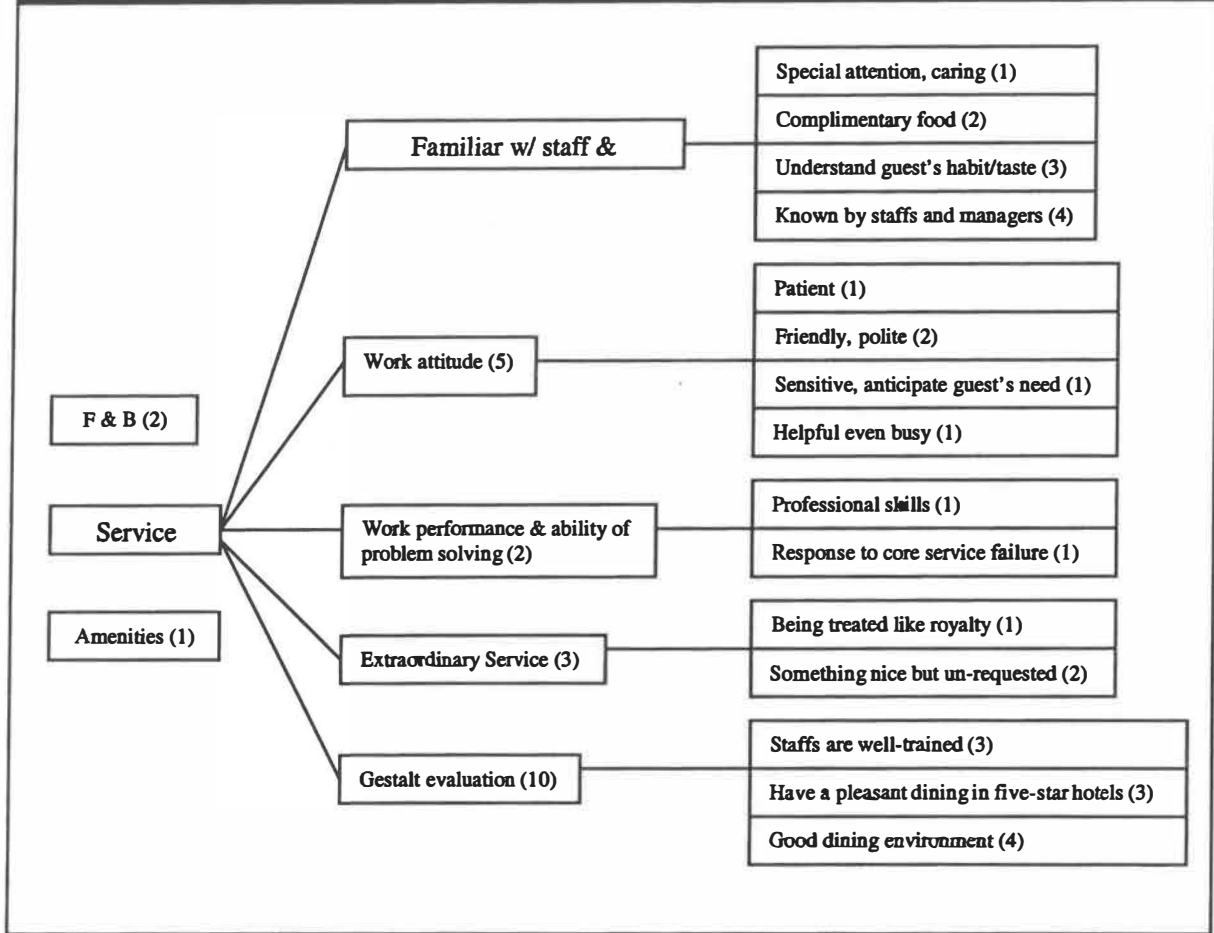 F & B (2)
Service
Amenities (1)
Familiar w/ staff &
Work attitude (5)
Work performance & ability of
problem solving (2)
Extraordinary Service (3)
Gestalt evaluation (10)
Special attention, caring (1)
Complimentary food (2)
Understand guest's habit/taste (3)
Known by staffs and managers (4)
Patient (1)
Friendly, polite (2)
Sensitive, anticipate guest's need (1)
Helpful even busy (1)
Professional skills (1)
Response to core service failure (1)
Being treated like royalty (1)
Something nice but un-requested (2)
Staffs are well-trained (3)
Have a pleasant dining in five-star hotels (3)
Good dining environment (4)